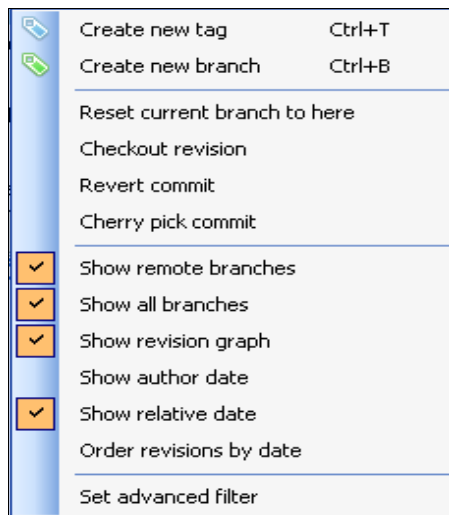 Create new tag Ctrl+T
Create new branch Ctrl+B
Reset current branch to here
Checkout revision
Revert commit
Cherry pick commit
Show remote branches
Show all branches
Show revision graph
Show author date
Show relative date
Order revisions by date
Set advanced filter